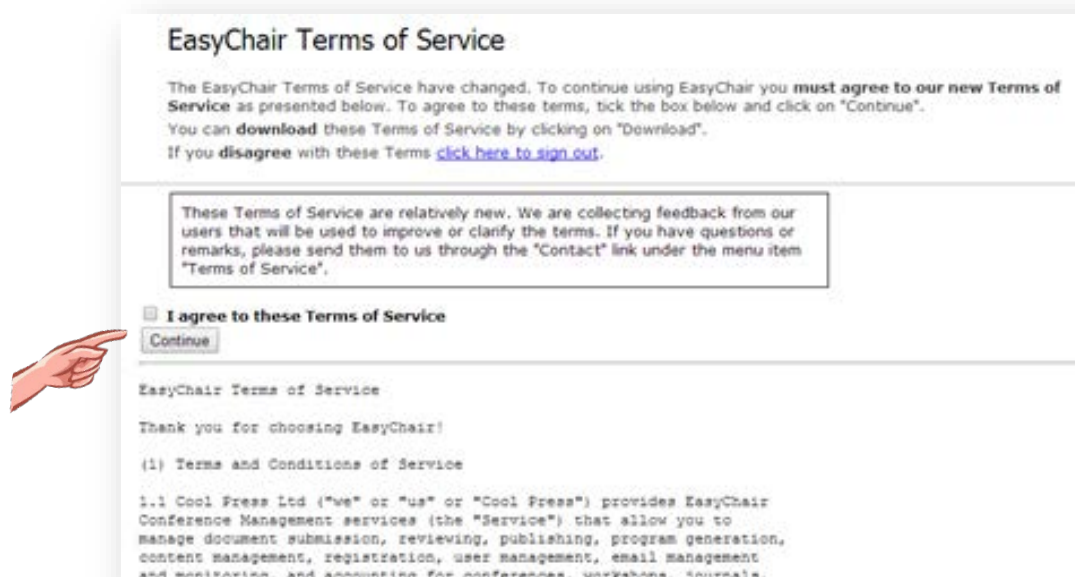 EasyChair Terms of Service
The EasyChair Terms of Service have changed. To continue using EasyChair you must agree to our new Terms of
Service as presented below. To agree to these terms, tick the box below and click on "Continue".
You can download these Terms of Service by clicking on "Download".
If you disagree with these Terms click here to sign out.
These Terms of Service are relatively new. We are collecting feedback from our
users that will be used to improve or clarify the terms. If you have questions or
remarks, please send them to us through the "Contact" link under the menu item
"Terms of Service".
I agree to these Terms of Service
Continue
EasyChair Terms of Service
Thank you for choosing EasyChair!
(1) Terms and Conditions of Service
1.1 Cool Press Ltd ("we" or "us" or "Cool Press") provides EasyChair
Conference Management services (the "Service") that allow you to
manage document submission, reviewing, publishing, program generation,
content management, registration, user management, email management
and monitoring, and accounting for conferences, workshops, journals,